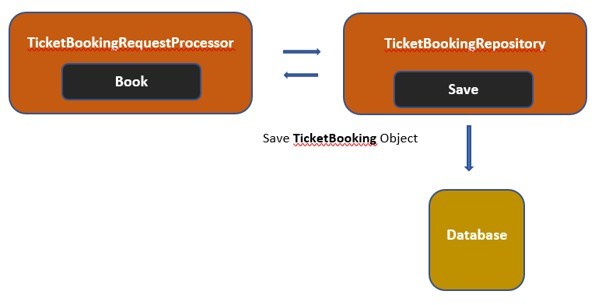 TicketBookingRequestProcessor
Book
TicketBookingRepository
Save
Save TicketBooking Object
Database